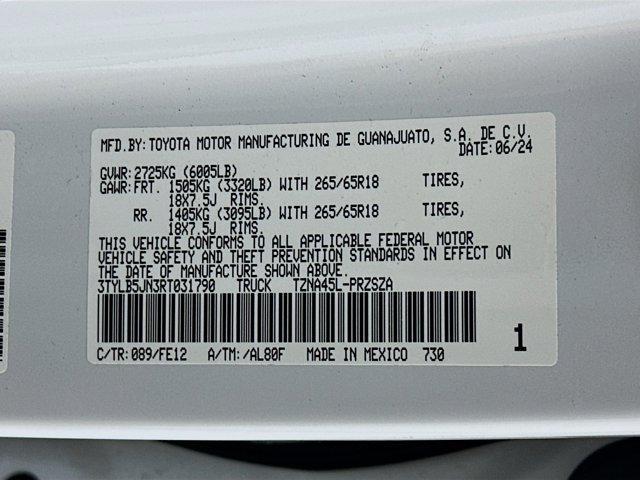 MFD.BY: TOYOTA MOTOR MANUFACTURING DE GUANAJUATO, S.A. DE C.V.
DATE: 06/24
GVWR: 2725KG (6005LB)
GAWR: FRT. 1505KG (3320LB) WITH 265/65R18 TIRES,
18X7.5J RIMS.
RR. 1405KG (3095LB) WITH 265/65R18 TIRES,
18X7.5J RIMS.
THIS VEHICLE CONFORMS TO ALL APPLICABLE FEDERAL MOTOR
VEHICLE SAFETY AND THEFT PREVENTION STANDARDS IN EFFECT ON
THE DATE OF MANUFACTURE SHOWN ABOVE.
3TYLB5JN3RT031790 TRUCK TZNA45L-PRZSZA
C/TR: 089/FE12 A/TM: /AL80F MADE IN MEXICO 730
1